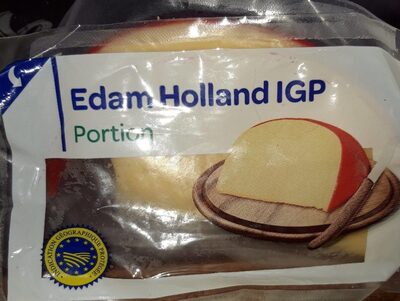 Edam Holland IGP
Portion
INDICATION GÉOGRAPHIQUE PROTÉGÉE